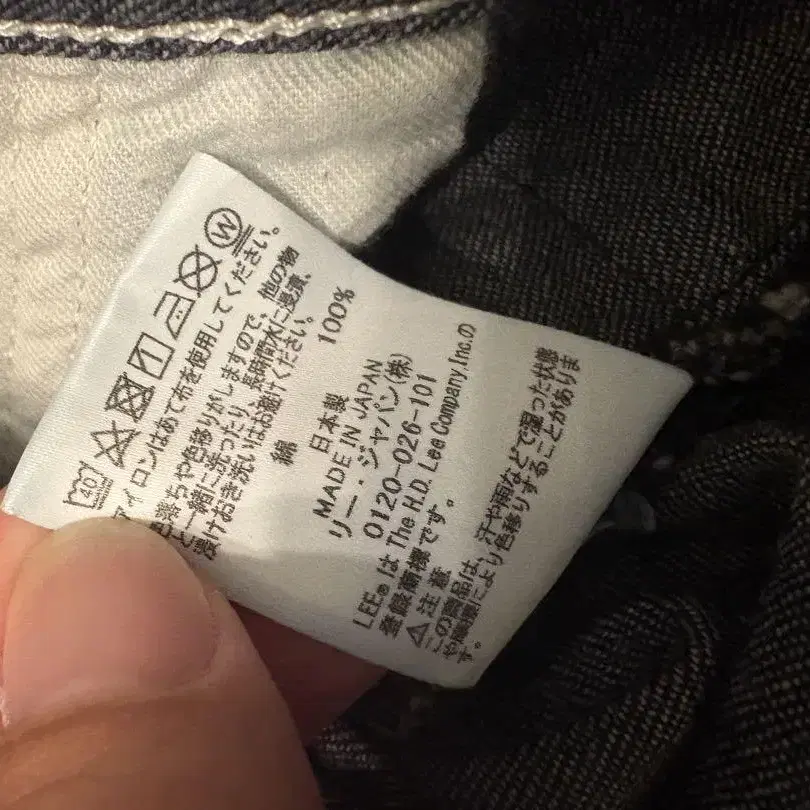 40
W
アイロンはあて布を使用してください。
色落ちや色移りがしますので、他の物
と一緒に洗ったり、長時間水に浸漬、
漬けおき洗いはお避けください。
綿 100%
日本製
MADE IN JAPAN
リー・ジャパン(株)
0120-026-101
LEE®は The H.D. Lee Company, Inc.の
登録商標です。
⚠注意
この商品は、汗や雨などで湿った状態
や摩擦により色移りすることがありま
す。